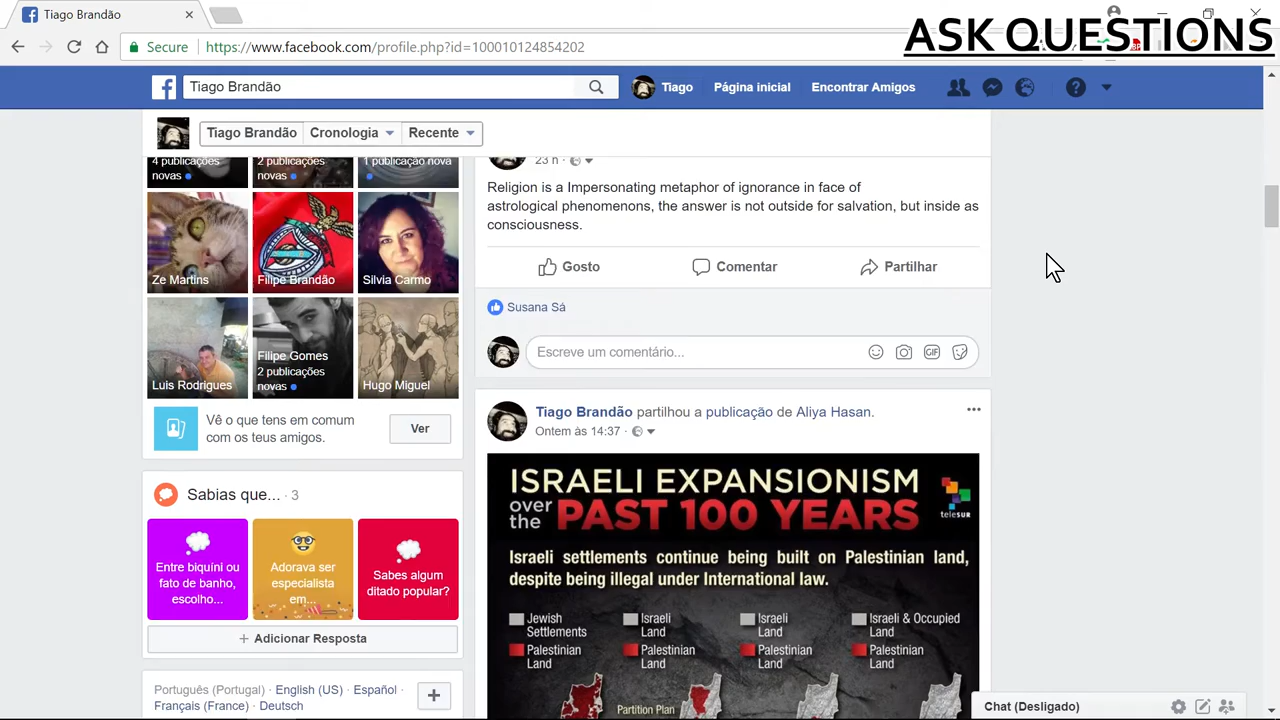 Tiago Brandão
ASK QUESTIONS
Secure
https://www.facebook.com/profile.php?id=100010124854202
Tiago Brandão
Tiago
Página inicial
Encontrar Amigos
Tiago Brandão
Cronologia
Recente
4 publicações
novas
2 publicações
novas
1 publicação nova
Ze Martins
Filipe Brandão
Silvia Carmo
Luis Rodrigues
Filipe Gomes
2 publicações
novas
Hugo Miguel
Vê o que tens em comum
com os teus amigos.
Ver
Sabias que... · 3
Entre biquíni ou
fato de banho,
escolho...
Adorava ser
especialista
em...
Sabes algum
ditado popular?
Adicionar Resposta
Português (Portugal) · English (US) · Español ·
Français (France) · Deutsch
23 h ·
Religion is a Impersonating metaphor of ignorance in face of
astrological phenomenons, the answer is not outside for salvation, but inside as
consciousness.
Gosto
Comentar
Partilhar
Susana Sá
Escreve um comentário...
GIF
Tiago Brandão partilhou a publicação de Aliya Hasan.
Ontem às 14:37 ·
ISRAELI EXPANSIONISM
over the PAST 100 YEARS
teleSUR
Israeli settlements continue being built on Palestinian land,
despite being illegal under International law.
Jewish
Settlements
Palestinian
Land
Israeli
Land
Palestinian
Land
Israeli
Land
Palestinian
Land
Israeli & Occupied
Land
Palestinian
Land
Partition Plan
Chat (Desligado)